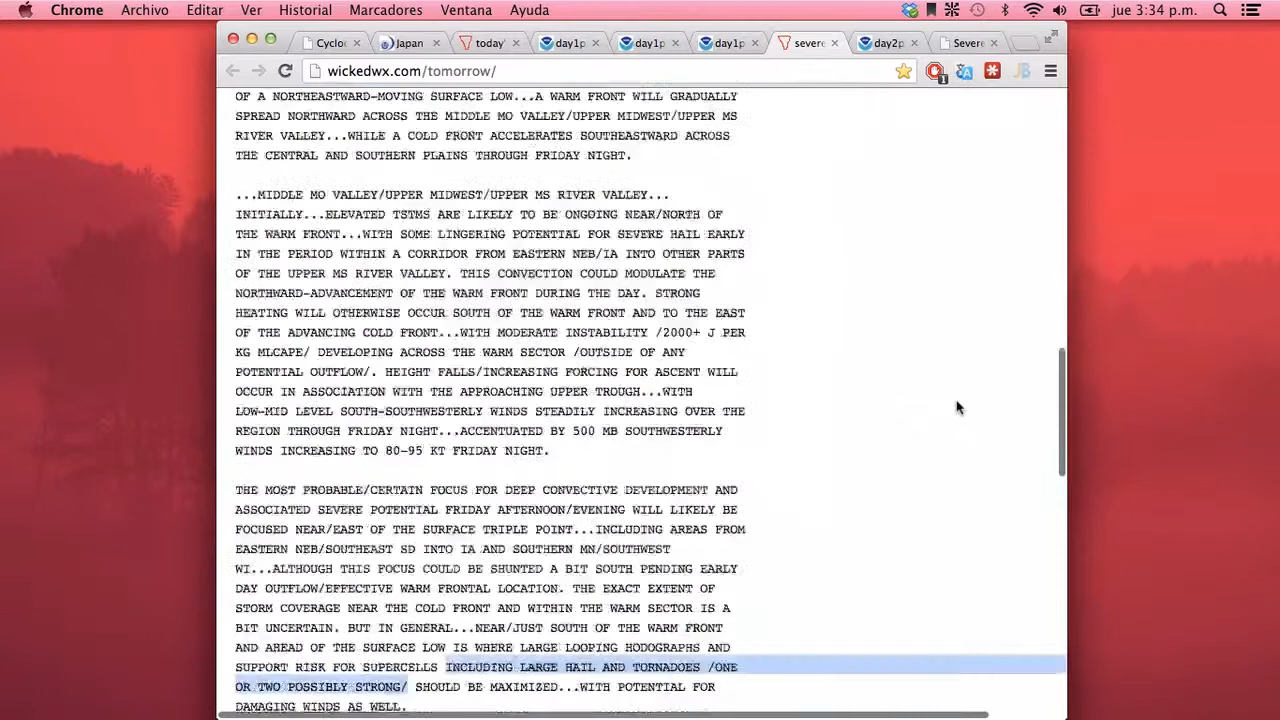 Chrome Archivo Editar Ver Historial Marcadores Ventana Ayuda jue 3:34 p.m.
Cyclo Japan today' day1p day1p day1p severe day2p Severe
wickedwx.com/tomorrow/
OF A NORTHEASTWARD-MOVING SURFACE LOW...A WARM FRONT WILL GRADUALLY
SPREAD NORTHWARD ACROSS THE MIDDLE MO VALLEY/UPPER MIDWEST/UPPER MS
RIVER VALLEY...WHILE A COLD FRONT ACCELERATES SOUTHEASTWARD ACROSS
THE CENTRAL AND SOUTHERN PLAINS THROUGH FRIDAY NIGHT.
...MIDDLE MO VALLEY/UPPER MIDWEST/UPPER MS RIVER VALLEY...
INITIALLY...ELEVATED TSTMS ARE LIKELY TO BE ONGOING NEAR/NORTH OF
THE WARM FRONT...WITH SOME LINGERING POTENTIAL FOR SEVERE HAIL EARLY
IN THE PERIOD WITHIN A CORRIDOR FROM EASTERN NEB/IA INTO OTHER PARTS
OF THE UPPER MS RIVER VALLEY. THIS CONVECTION COULD MODULATE THE
NORTHWARD-ADVANCEMENT OF THE WARM FRONT DURING THE DAY. STRONG
HEATING WILL OTHERWISE OCCUR SOUTH OF THE WARM FRONT AND TO THE EAST
OF THE ADVANCING COLD FRONT...WITH MODERATE INSTABILITY /2000+ J PER
KG MLCAPE/ DEVELOPING ACROSS THE WARM SECTOR /OUTSIDE OF ANY
POTENTIAL OUTFLOW/. HEIGHT FALLS/INCREASING FORCING FOR ASCENT WILL
OCCUR IN ASSOCIATION WITH THE APPROACHING UPPER TROUGH...WITH
LOW-MID LEVEL SOUTH-SOUTHWESTERLY WINDS STEADILY INCREASING OVER THE
REGION THROUGH FRIDAY NIGHT...ACCENTUATED BY 500 MB SOUTHWESTERLY
WINDS INCREASING TO 80-95 KT FRIDAY NIGHT.
THE MOST PROBABLE/CERTAIN FOCUS FOR DEEP CONVECTIVE DEVELOPMENT AND
ASSOCIATED SEVERE POTENTIAL FRIDAY AFTERNOON/EVENING WILL LIKELY BE
FOCUSED NEAR/EAST OF THE SURFACE TRIPLE POINT...INCLUDING AREAS FROM
EASTERN NEB/SOUTHEAST SD INTO IA AND SOUTHERN MN/SOUTHWEST
WI...ALTHOUGH THIS FOCUS COULD BE SHUNTED A BIT SOUTH PENDING EARLY
DAY OUTFLOW/EFFECTIVE WARM FRONTAL LOCATION. THE EXACT EXTENT OF
STORM COVERAGE NEAR THE COLD FRONT AND WITHIN THE WARM SECTOR IS A
BIT UNCERTAIN. BUT IN GENERAL...NEAR/JUST SOUTH OF THE WARM FRONT
AND AHEAD OF THE SURFACE LOW IS WHERE LARGE LOOPING HODOGRAPHS AND
SUPPORT RISK FOR SUPERCELLS INCLUDING LARGE HAIL AND TORNADOES /ONE
OR TWO POSSIBLY STRONG/ SHOULD BE MAXIMIZED...WITH POTENTIAL FOR
DAMAGING WINDS AS WELL.